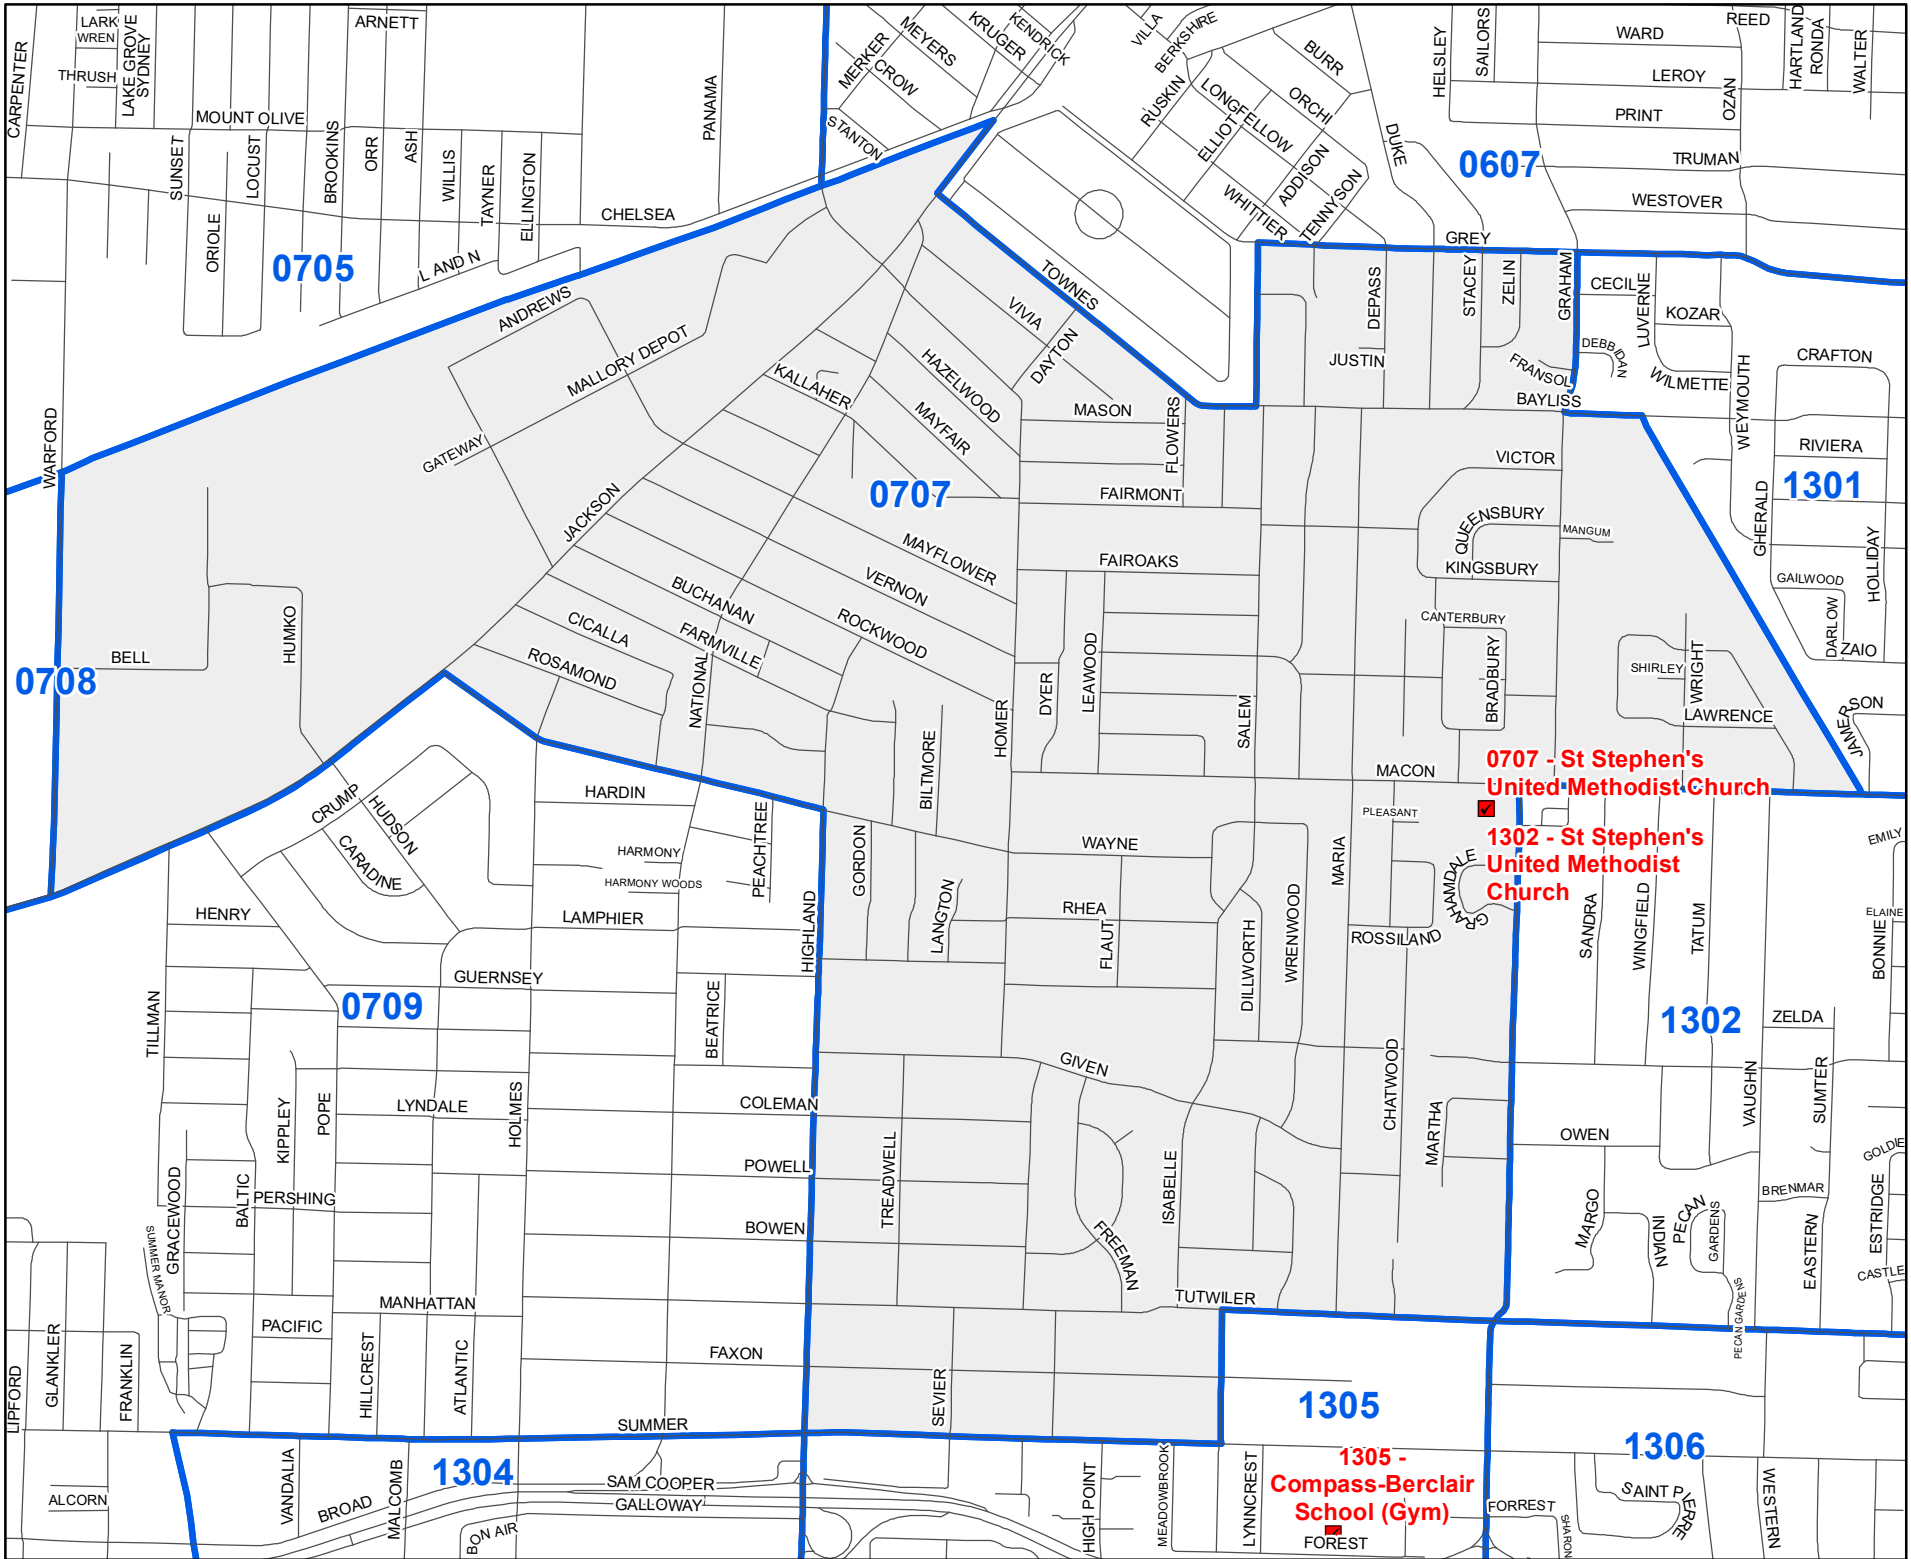 LARK
WREN
LAKE GROVE
SYDNEY
ARNETT
CARPENTER
THRUSH
MOUNT OLIVE
PANAMA
MERKER
MEYERS
KRUGER
KENDRICK
CROW
STANTON
VILLA
BERKSHIRE
BURR
RUSKIN
LONGFELLOW
ORCHI
ELLIOT
ADDISON
WHITTIER
TENNYSON
DUKE
HELSLEY
SAILORS
WARD
REED
HARTLAND
RONDA
WALTER
LEROY
OZAN
PRINT
0607
TRUMAN
WESTOVER
GREY
SUNSET
LOCUST
BROOKINS
ORR
ASH
WILLIS
TAYNER
ELLINGTON
ORIOLE
CHELSEA
0705
L AND N
ANDREWS
MALLORY DEPOT
GATEWAY
WARFORD
TOWNES
VIVIA
DAYTON
HAZELWOOD
KALLAHER
MAYFAIR
MASON
FLOWERS
FAIRMONT
0707
JACKSON
DEPASS
STACEY
ZELIN
GRAHAM
JUSTIN
FRANSOL
BAYLISS
CECIL
LUVERNE
KOZAR
DEBBIDAN
WILMETTE
WEYMOUTH
CRAFTON
RIVIERA
1301
GHERALD
HOLLIDAY
GAILWOOD
DARLOW
ZAIO
JAMERSON
VICTOR
QUEENSBURY
MANGUM
KINGSBURY
CANTERBURY
BRADBURY
SHIRLEY
WRIGHT
LAWRENCE
MAYFLOWER
VERNON
ROCKWOOD
BUCHANAN
FARMVILLE
CICALLA
ROSAMOND
NATIONAL
FAIROAKS
DYER
LEAWOOD
SALEM
HOMER
BILTMORE
BELL
HUMKO
0708
MACON
0707 - St Stephen's
United Methodist Church
1302 - St Stephen's
United Methodist
Church
PLEASANT
GRAHAMDALE
MARIA
ROSSILAND
WAYNE
RHEA
FLAUT
DILLWORTH
WRENWOOD
CRUMP
HUDSON
CARADINE
HARDIN
HARMONY
HARMONY WOODS
PEACHTREE
GORDON
LANGTON
HIGHLAND
HENRY
LAMPHIER
GUERNSEY
0709
BEATRICE
TILLMAN
KIPPLEY
POPE
LYNDALE
HOLMES
COLEMAN
POWELL
BOWEN
GRACEWOOD
BALTIC
PERSHING
SUMMER MANOR
MANHATTAN
PACIFIC
HILLCREST
ATLANTIC
FAXON
GLANKLER
FRANKLIN
LIPFORD
SUMMER
GIVEN
TREADWELL
ISABELLE
FREEMAN
TUTWILER
SEVIER
CHATWOOD
MARTHA
SANDRA
WINGFIELD
TATUM
EMILY
ELAINE
BONNIE
1302
ZELDA
VAUGHN
SUMTER
OWEN
GOLDIE
BRENMAR
MARGO
INDIAN
PECAN
GARDENS
PECAN GARDENS
EASTERN
ESTRIDGE
CASTLE
1305
1306
1305 -
Compass-Berclair
School (Gym)
FOREST
1304
VANDALIA
MALCOMB
BROAD
SAM COOPER
GALLOWAY
BON AIR
ALCORN
HIGH POINT
MEADOWBROOK
LYNNCREST
FORREST
SHARON
SAINT PIERRE
WESTERN